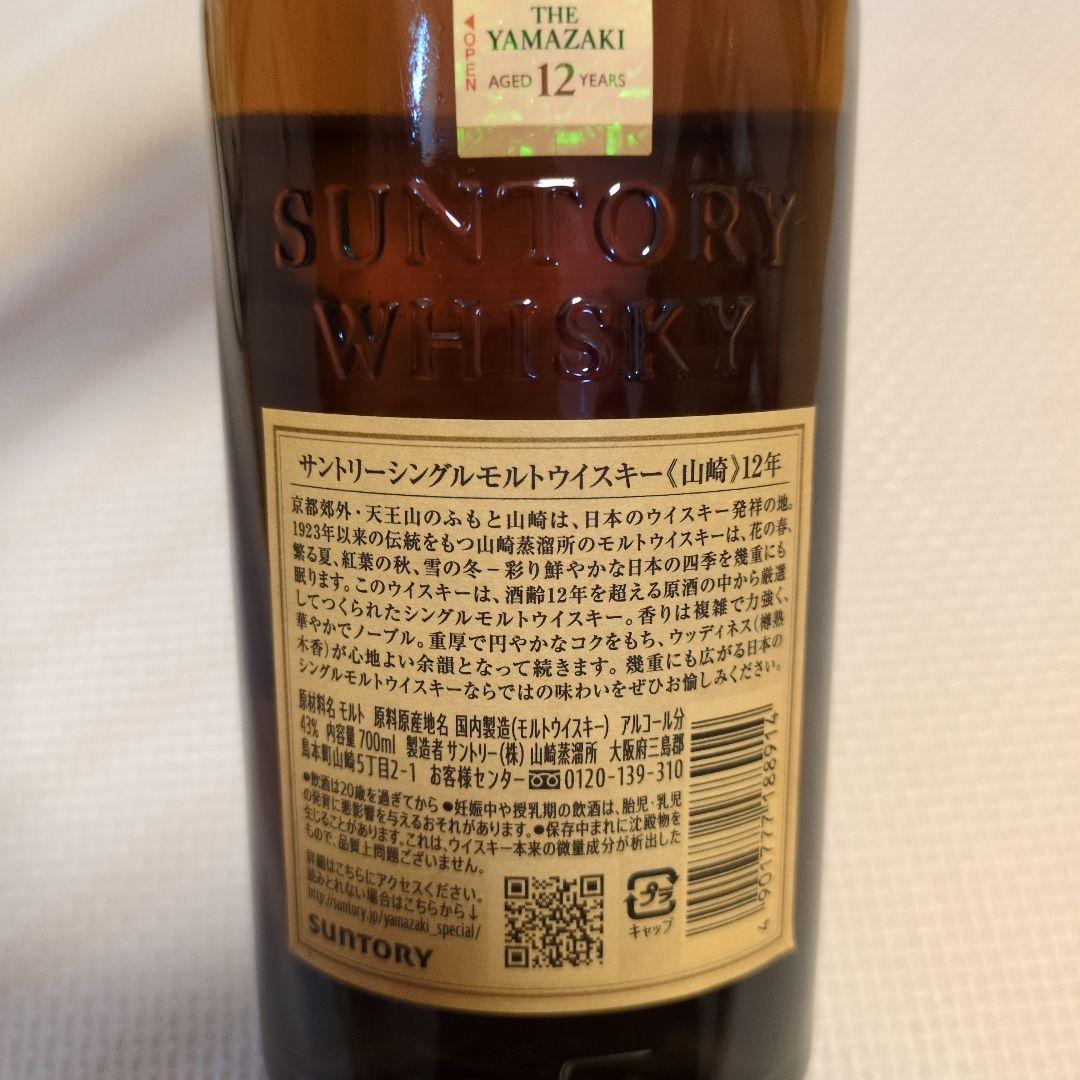 ◀OPEN
THE
YAMAZAKI
AGED 12 YEARS
SUNTORY
WHISKY
サントリーシングルモルトウイスキー《山崎》12年
京都郊外・天王山のふもと山崎は、日本のウイスキー発祥の地。
1923年以来の伝統をもつ山崎蒸溜所のモルトウイスキーは、花の春、
繁る夏、紅葉の秋、雪の冬－彩り鮮やかな日本の四季を幾重にも
眠ります。このウイスキーは、酒齢12年を超える原酒の中から厳選
してつくられたシングルモルトウイスキー。香りは複雑で力強く、
華やかでノーブル。重厚で円やかなコクをもち、ウッディネス(樽熟
木香)が心地よい余韻となって続きます。幾重にも広がる日本の
シングルモルトウイスキーならではの味わいをぜひお愉しみください。
原材料名 モルト 原料原産地名 国内製造(モルトウイスキー) アルコール分
43% 内容量700ml 製造者 サントリー(株) 山崎蒸溜所 大阪府三島郡
島本町山崎5丁目2-1 お客様センター 0120-139-310
●飲酒は20歳を過ぎてから ●妊娠中や授乳期の飲酒は、胎児・乳児
の発育に悪影響を与えるおそれがあります。●保存中まれに沈殿物を
生じることがあります。これは、ウイスキー本来の微量成分が析出した
もので、品質上問題ございません。
詳細はこちらにアクセスください。
読みとれない場合はこちらから↓
http://suntory.jp/yamazaki_special/
SUNTORY
プラ
キャップ
4 901777 188914